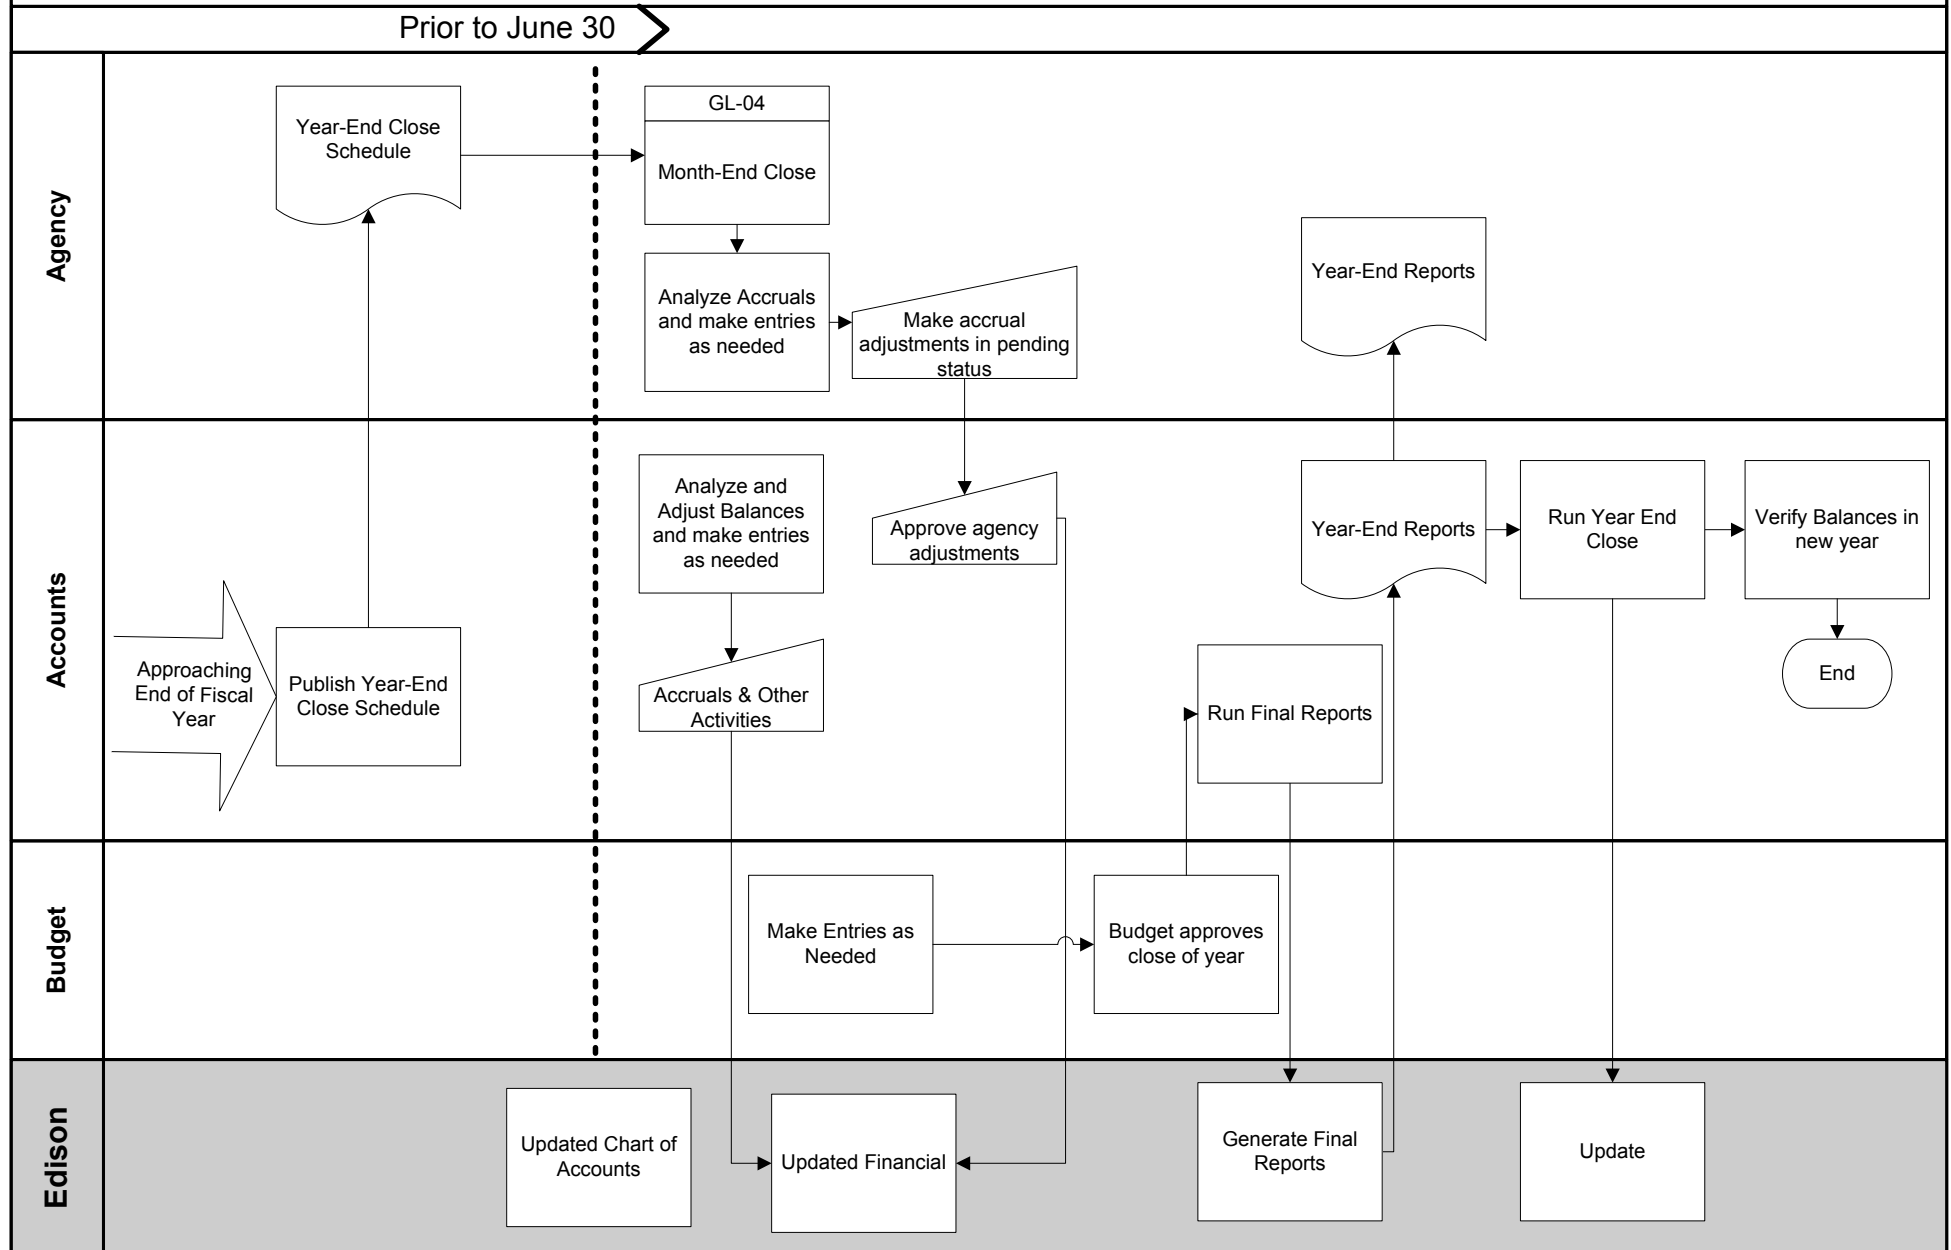 Prior to June 30
Agency
Year-End Close
Schedule
GL-04
Month-End Close
Analyze Accruals
and make entries
as needed
Make accrual
adjustments in pending
status
Year-End Reports
Accounts
Approaching
End of Fiscal
Year
Publish Year-End
Close Schedule
Analyze and
Adjust Balances
and make entries
as needed
Accruals & Other
Activities
Approve agency
adjustments
Run Final Reports
Year-End Reports
Run Year End
Close
Verify Balances in
new year
End
Budget
Make Entries as
Needed
Budget approves
close of year
Edison
Updated Chart of
Accounts
Updated Financial
Generate Final
Reports
Update